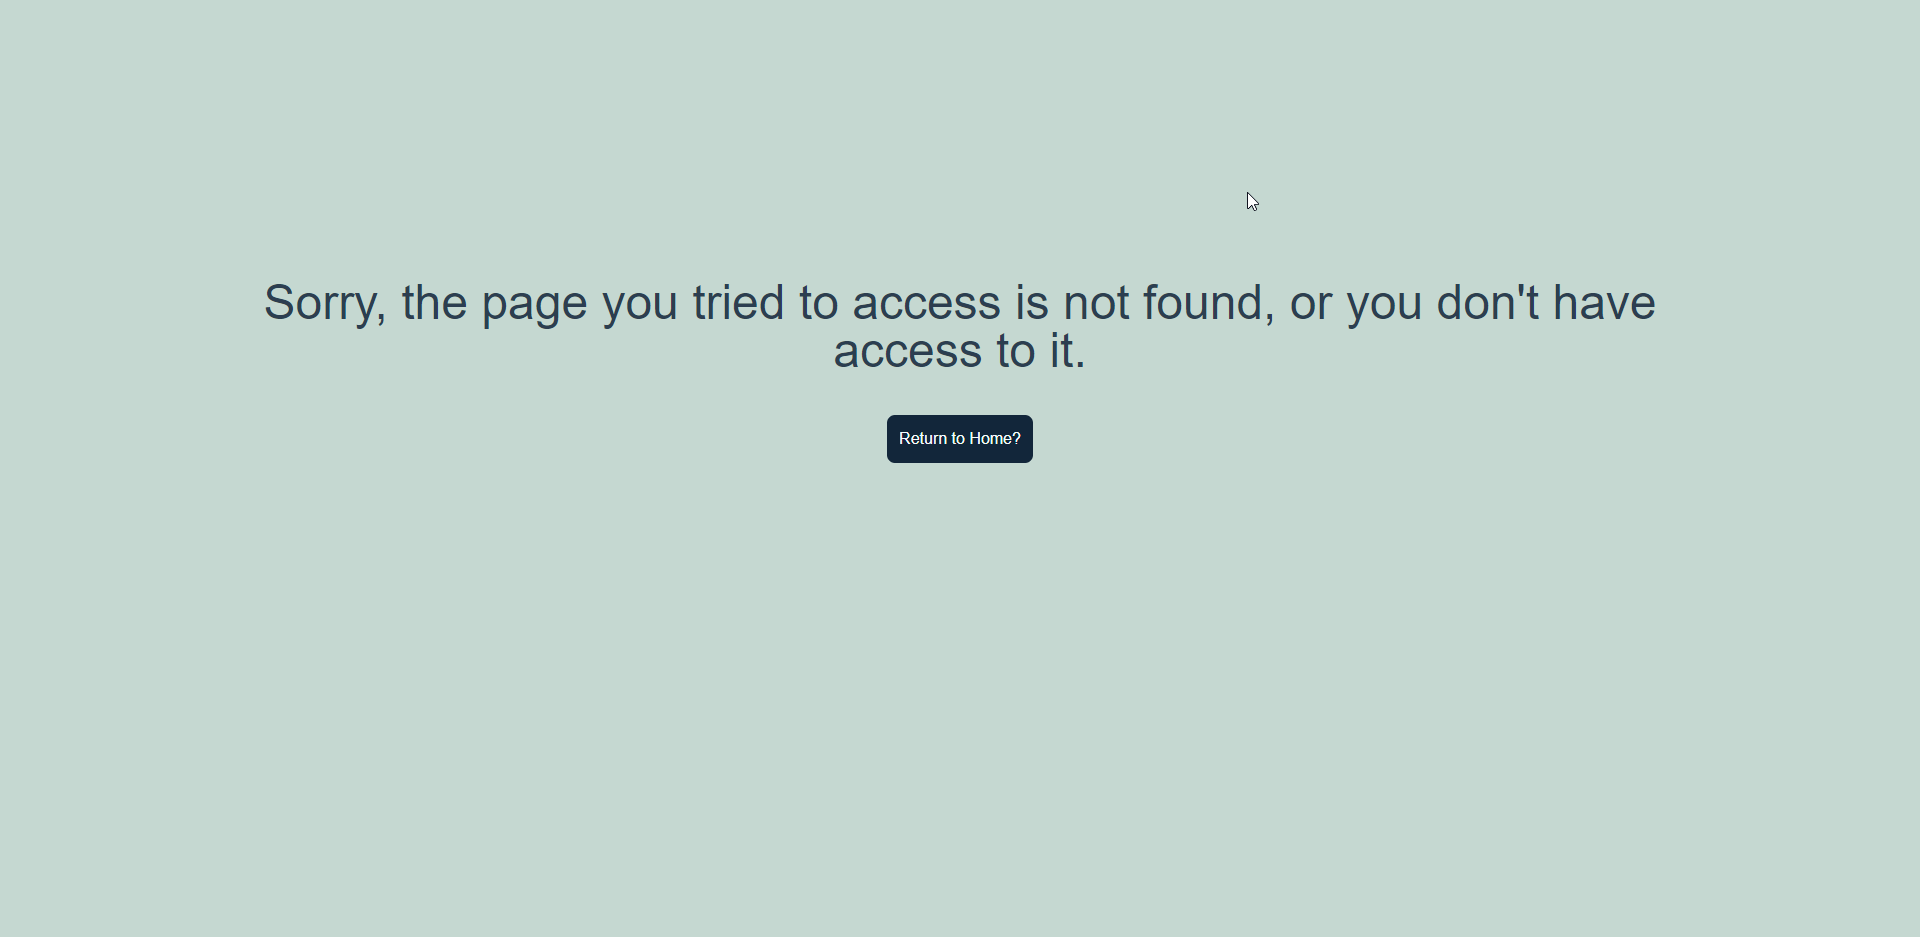 Sorry, the page you tried to access is not found, or you don't have
access to it.
Return to Home?